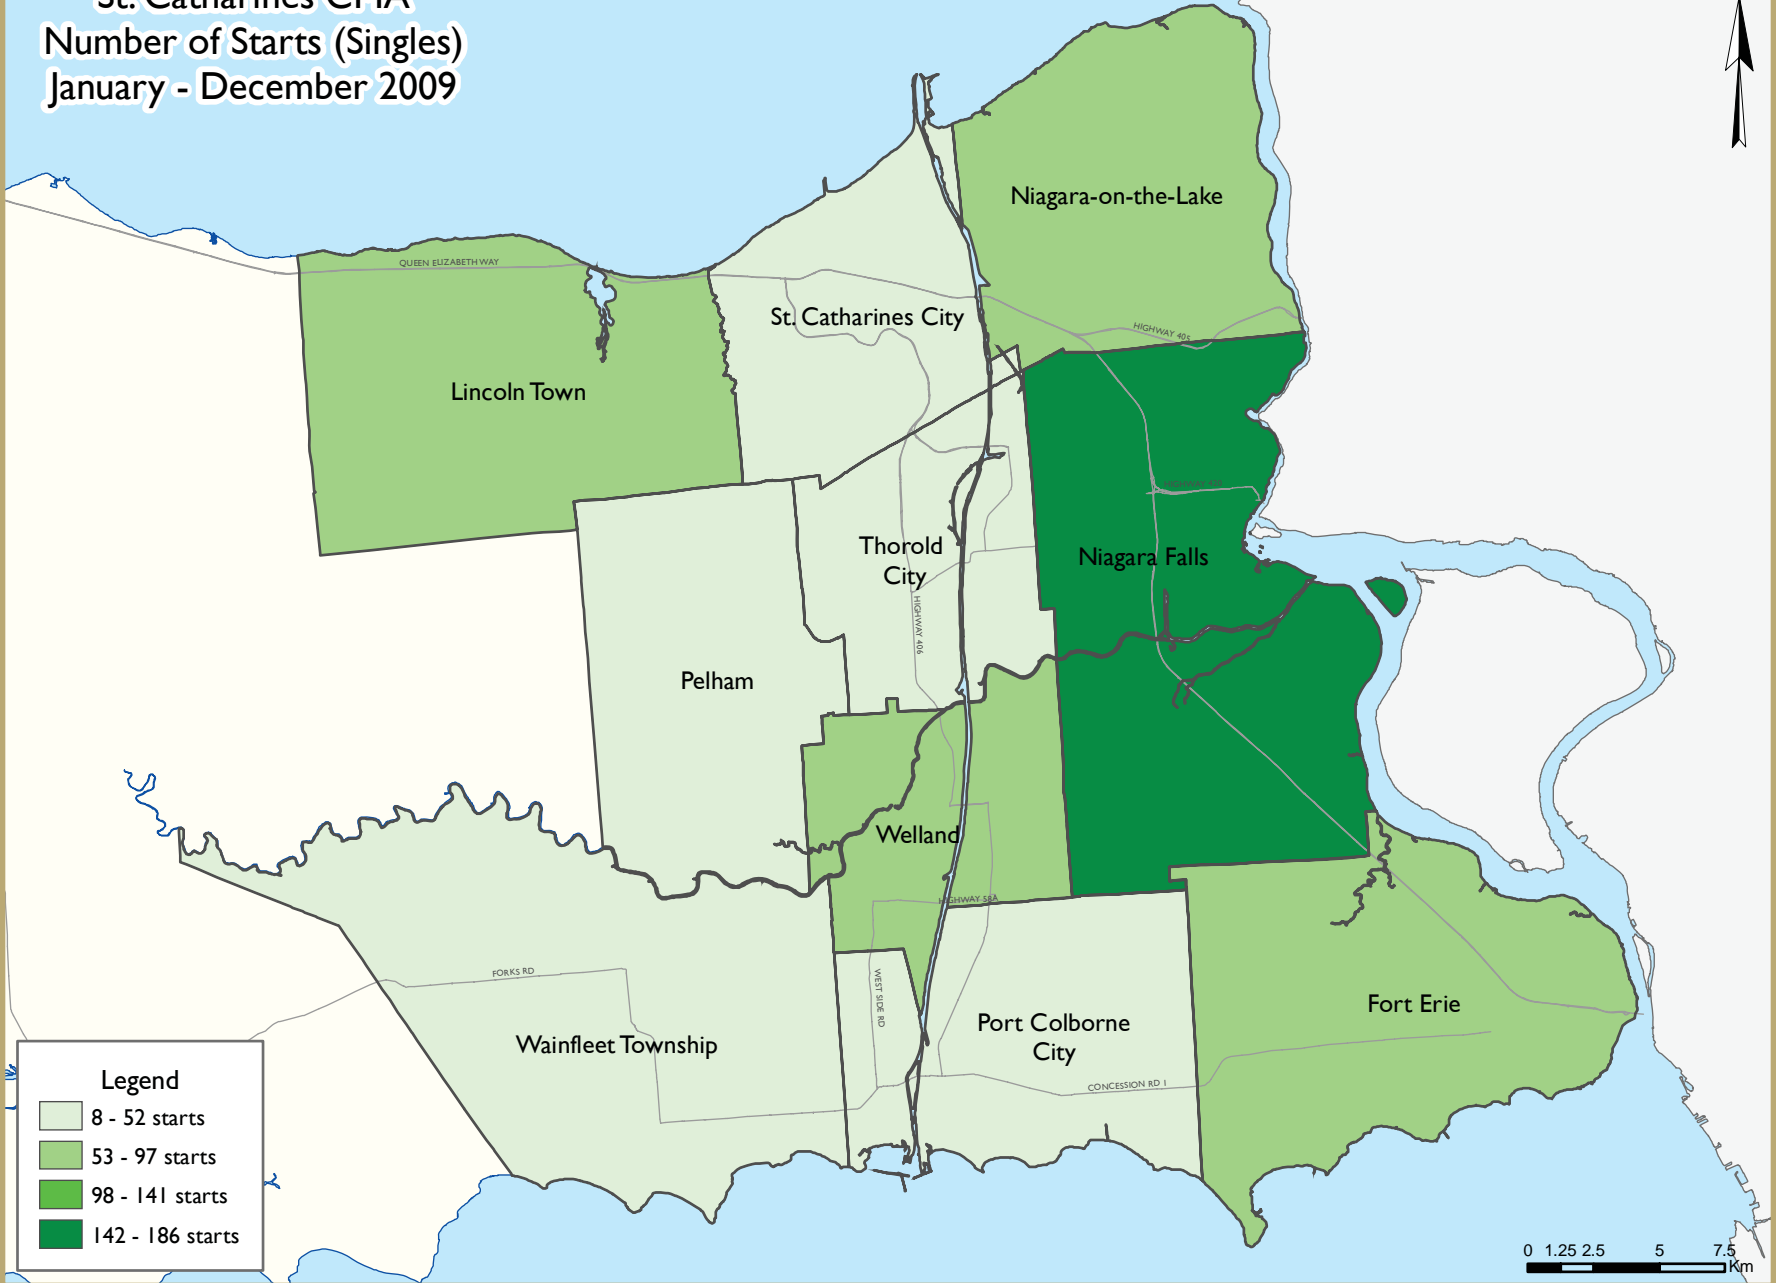 St. Catharines CMA
Number of Starts (Singles)
January - December 2009
Niagara-on-the-Lake
QUEEN ELIZABETH WAY
St. Catharines City
HIGHWAY 405
Lincoln Town
HIGHWAY 420
Thorold
City
Niagara Falls
HIGHWAY 406
Pelham
Welland
HIGHWAY 58A
FORKS RD
WEST SIDE RD
Fort Erie
Port Colborne
City
Wainfleet Township
CONCESSION RD 1
Legend
8 - 52 starts
53 - 97 starts
98 - 141 starts
142 - 186 starts
0 1.25 2.5 5 7.5
Km